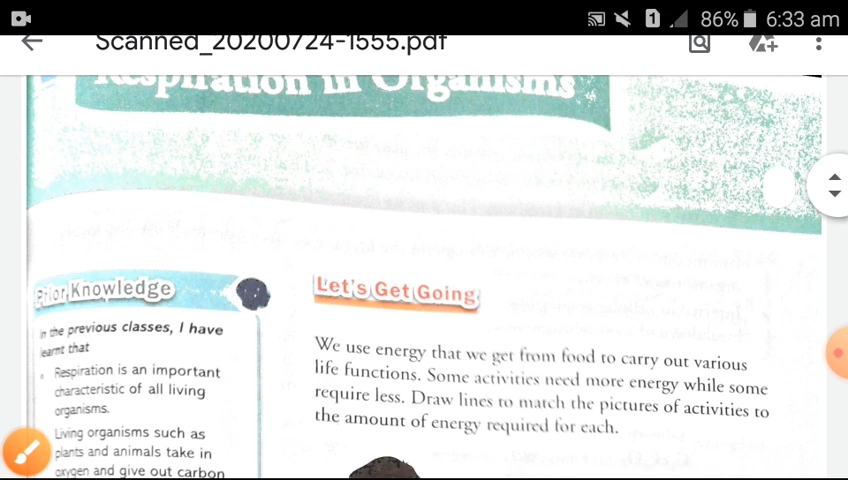 86% 6:33 am
Scanned_20200724-1555.pdf
Respiration in Organisms
Prior Knowledge
In the previous classes, I have
learnt that
Respiration is an important
characteristic of all living
organisms.
Living organisms such as
plants and animals take in
oxygen and give out carbon
Let's Get Going
We use energy that we get from food to carry out various
life functions. Some activities need more energy while some
require less. Draw lines to match the pictures of activities to
the amount of energy required for each.